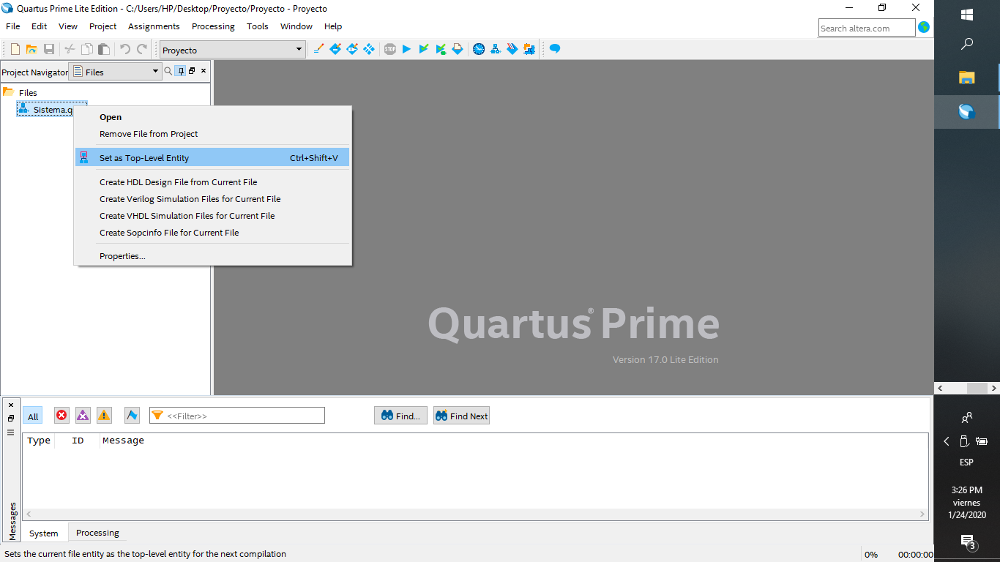 Quartus Prime Lite Edition - C:/Users/HP/Desktop/Proyecto/Proyecto - Proyecto
File Edit View Project Assignments Processing Tools Window Help
Search altera.com
STOP
Proyecto
Project Navigator Files
Files
Sistema.q
Open
Remove File from Project
Set as Top-Level Entity Ctrl+Shift+V
Create HDL Design File from Current File
Create Verilog Simulation Files for Current File
Create VHDL Simulation Files for Current File
Create Sopcinfo File for Current File
Properties...
Quartus® Prime
Version 17.0 Lite Edition
All <<Filter>> Find... Find Next
Type ID Message
Messages
System Processing
Sets the current file entity as the top-level entity for the next compilation
0% 00:00:00
ESP
3:26 PM
viernes
1/24/2020
3